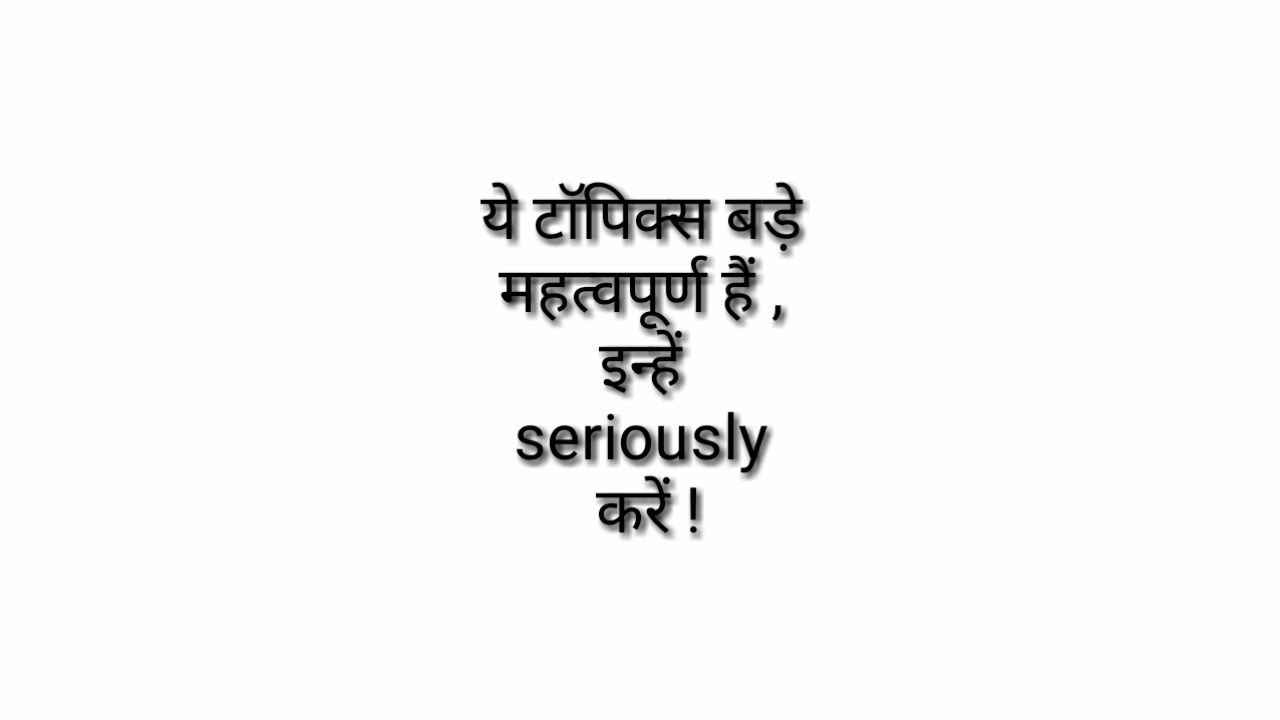 ये टॉपिक्स बड़े
महत्वपूर्ण हैं ,
इन्हें
seriously
करें !